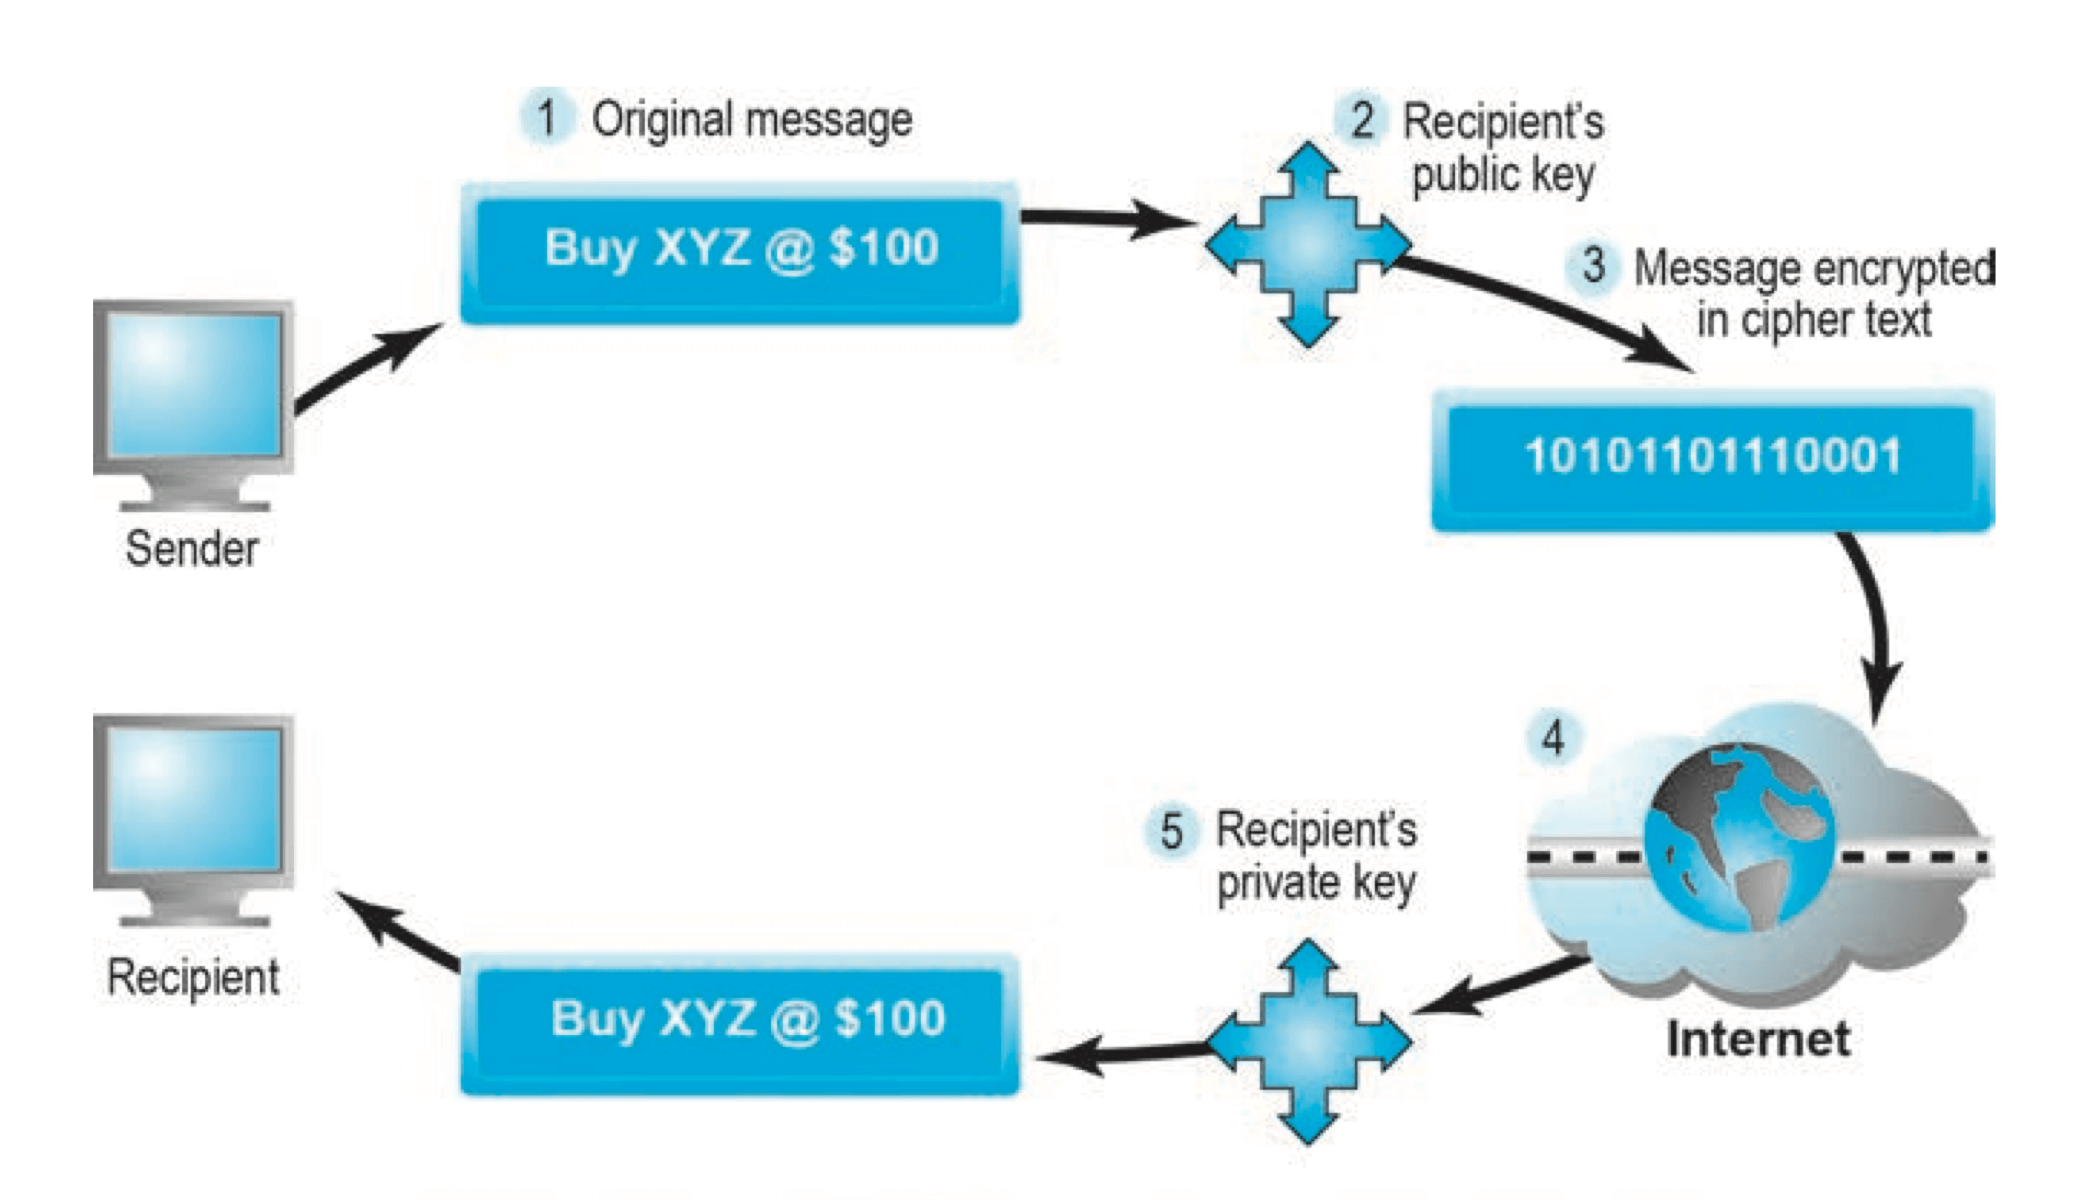 1 Original message
Buy XYZ @ $100
2 Recipient's
public key
3 Message encrypted
in cipher text
10101101110001
Sender
4
Internet
5 Recipient's
private key
Buy XYZ @ $100
Recipient